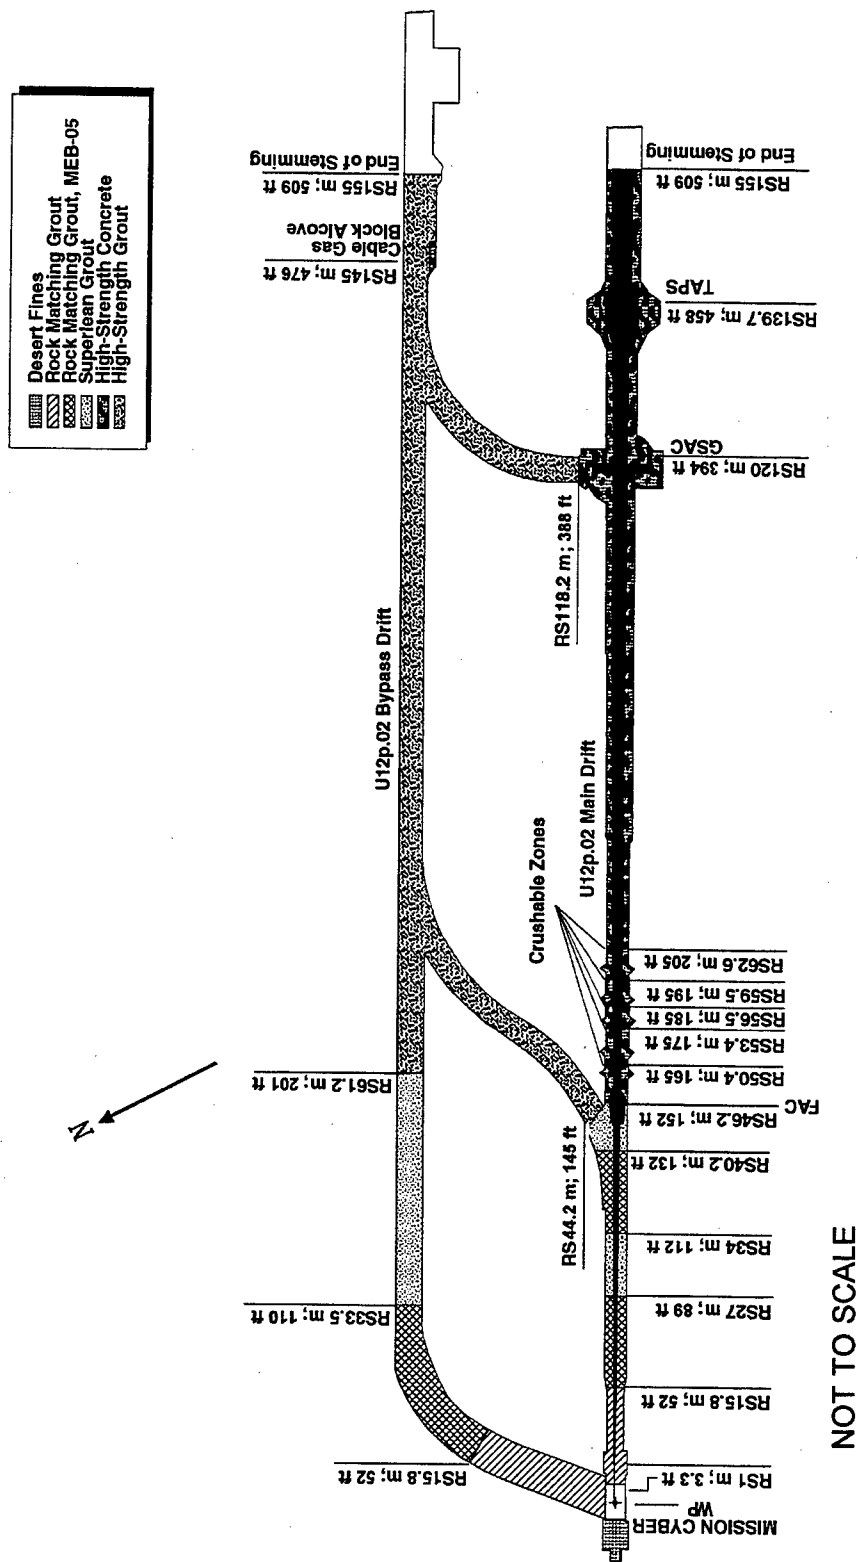 Desert Fines
Rock Matching Grout
Rock Matching Grout, MEB-05
Superlean Grout
High-Strength Concrete
High-Strength Grout
End of Stemming
RS155 m; 509 ft
Cable Gas
Block Alcove
RS145 m; 476 ft
U12p.02 Bypass Drift
RS61.2 m; 201 ft
RS33.5 m; 110 ft
RS15.8 m; 52 ft
N
End of Stemming
RS155 m; 509 ft
TAPS
RS139.7 m; 458 ft
GSAC
RS120 m; 394 ft
RS118.2 m; 388 ft
U12p.02 Main Drift
Crushable Zones
RS62.6 m; 205 ft
RS59.5 m; 195 ft
RS56.5 m; 185 ft
RS53.4 m; 175 ft
RS50.4 m; 165 ft
FAC
RS46.2 m; 152 ft
RS44.2 m; 145 ft
RS40.2 m; 132 ft
RS34 m; 112 ft
RS27 m; 89 ft
RS15.8 m; 52 ft
RS1 m; 3.3 ft
WP
MISSION CYBER
NOT TO SCALE